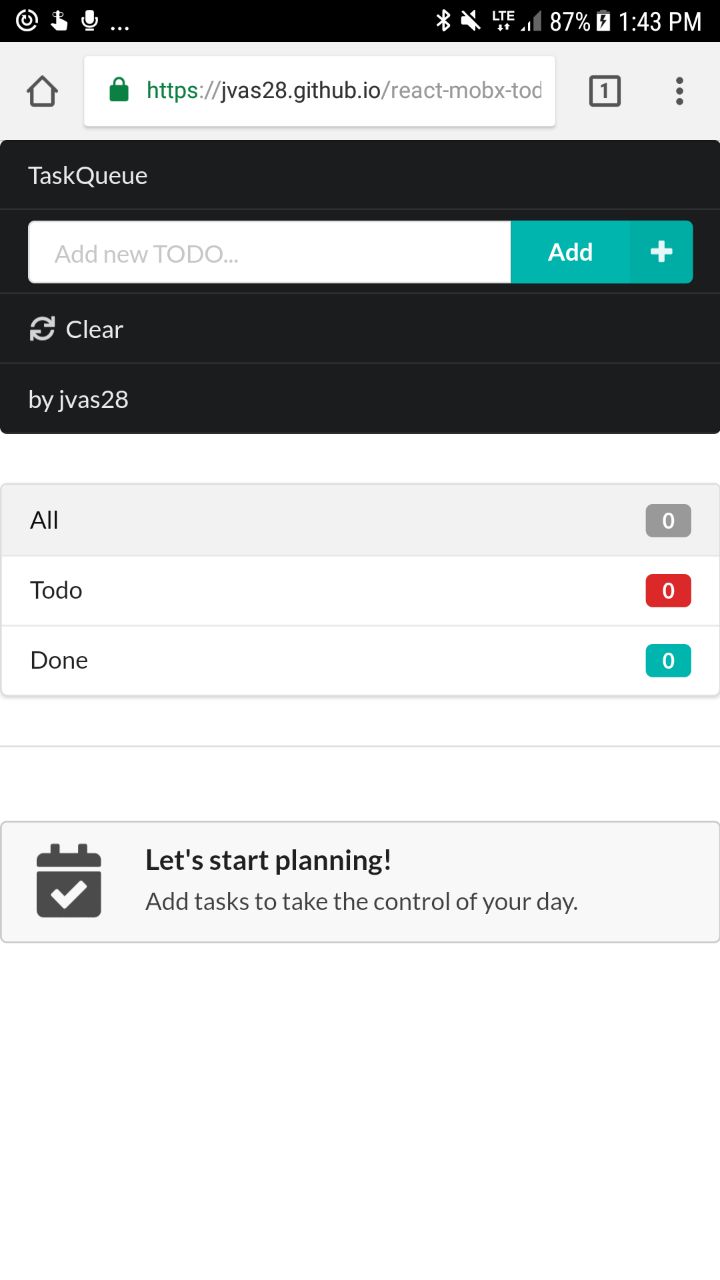 ... LTE 87% 1:43 PM
https://jvas28.github.io/react-mobx-tod 1
TaskQueue
Add new TODO... Add
Clear
by jvas28
All 0
Todo 0
Done 0
Let's start planning!
Add tasks to take the control of your day.